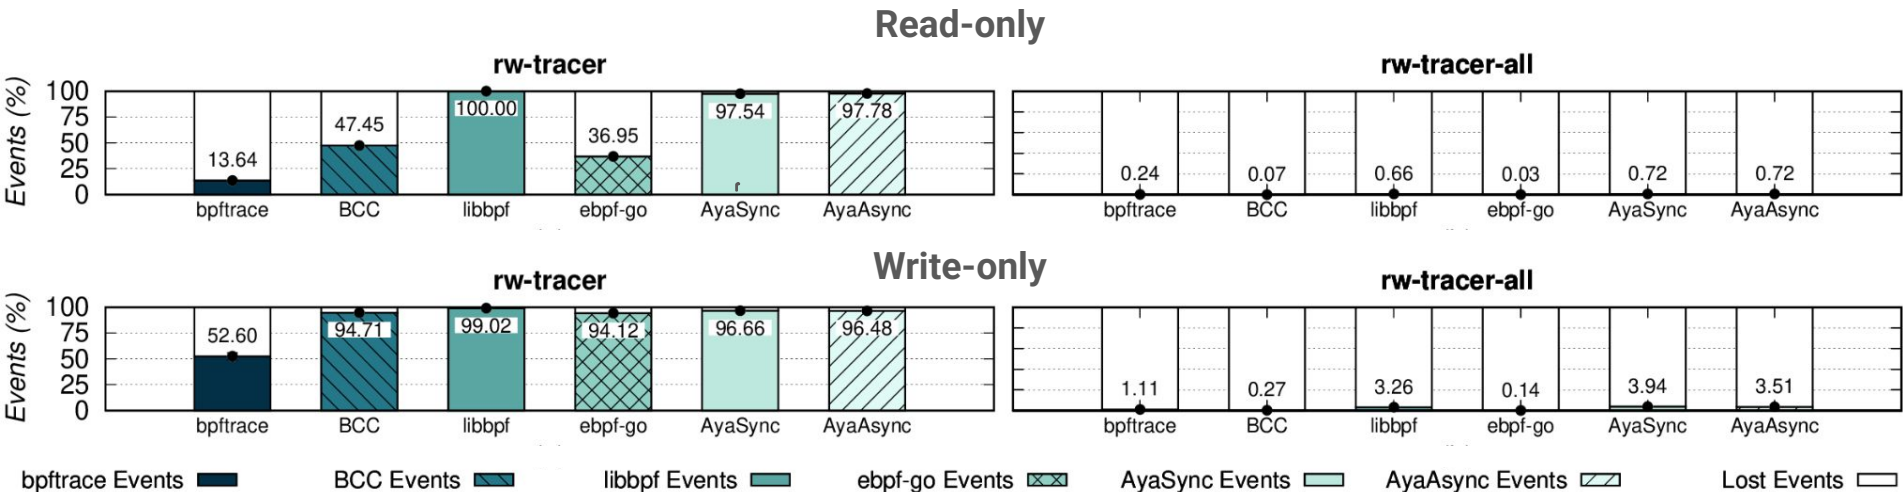 Read-only
rw-tracer rw-tracer-all
Events (%)
100
75
50
25
0
13.64 47.45 100.00 36.95 97.54 97.78
0.24 0.07 0.66 0.03 0.72 0.72
bpftrace BCC libbpf ebpf-go AyaSync AyaAsync
bpftrace BCC libbpf ebpf-go AyaSync AyaAsync
Write-only
rw-tracer rw-tracer-all
Events (%)
100
75
50
25
0
52.60 94.71 99.02 94.12 96.66 96.48
1.11 0.27 3.26 0.14 3.94 3.51
bpftrace BCC libbpf ebpf-go AyaSync AyaAsync
bpftrace BCC libbpf ebpf-go AyaSync AyaAsync
bpftrace Events BCC Events libbpf Events ebpf-go Events AyaSync Events AyaAsync Events Lost Events